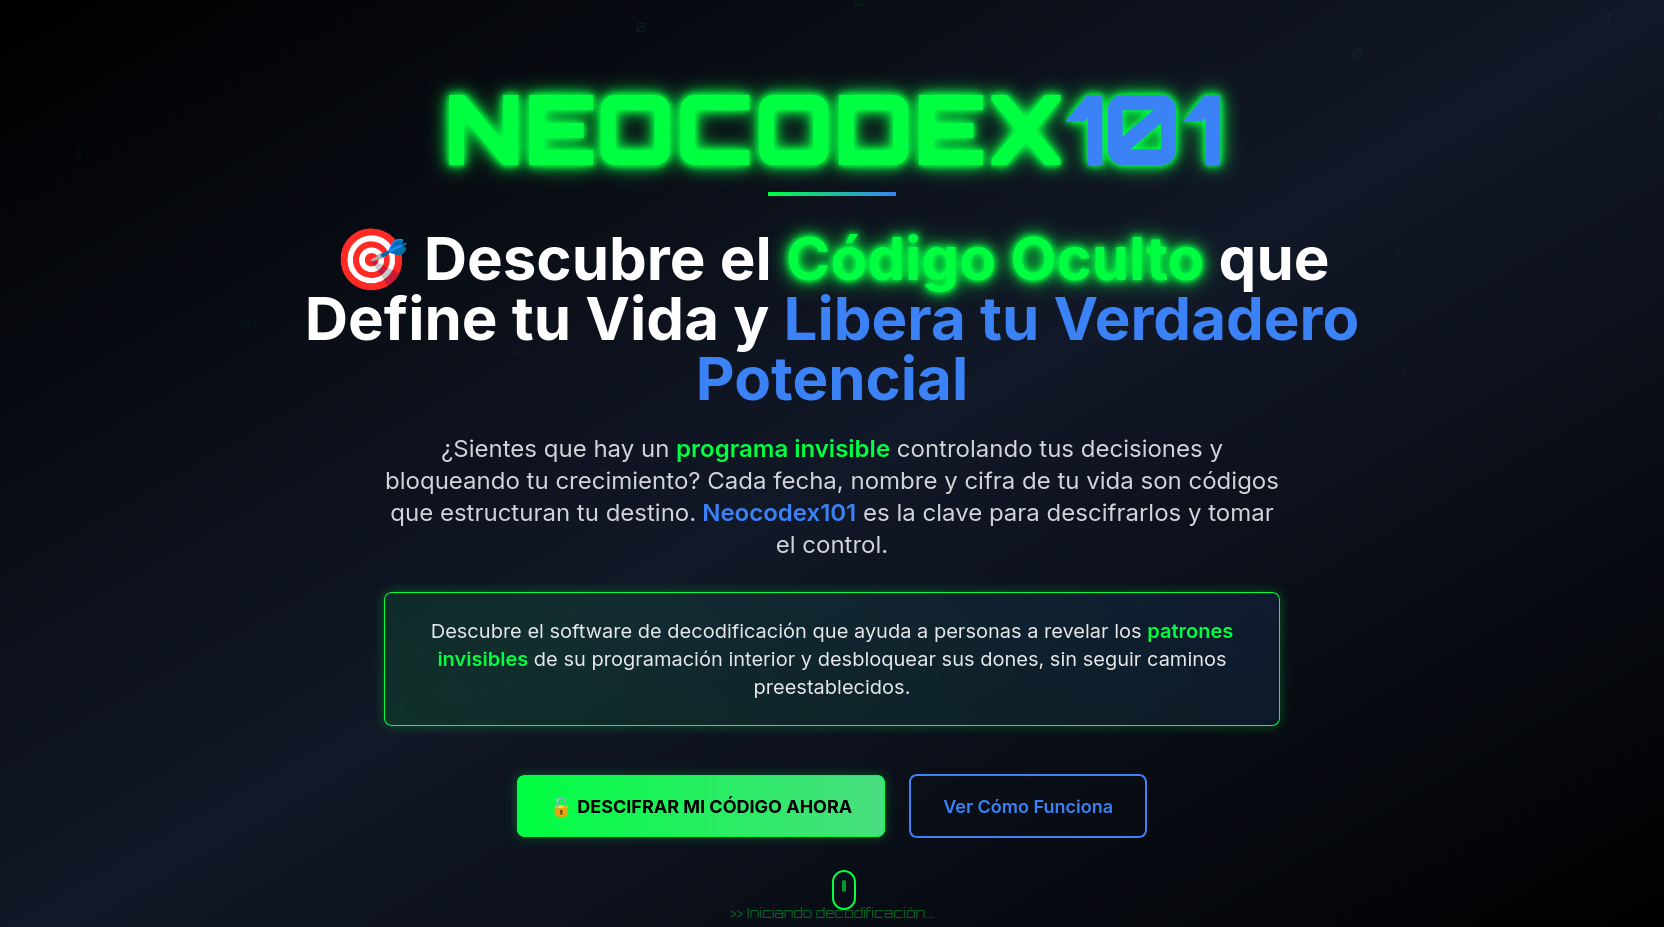 NEOCODEX101
🎯 Descubre el Código Oculto que
Define tu Vida y Libera tu Verdadero
Potencial
¿Sientes que hay un programa invisible controlando tus decisiones y
bloqueando tu crecimiento? Cada fecha, nombre y cifra de tu vida son códigos
que estructuran tu destino. Neocodex101 es la clave para descifrarlos y tomar
el control.
Descubre el software de decodificación que ayuda a personas a revelar los patrones
invisibles de su programación interior y desbloquear sus dones, sin seguir caminos
preestablecidos.
🔓 DESCIFRAR MI CÓDIGO AHORA
Ver Cómo Funciona
>> Iniciando decodificación...